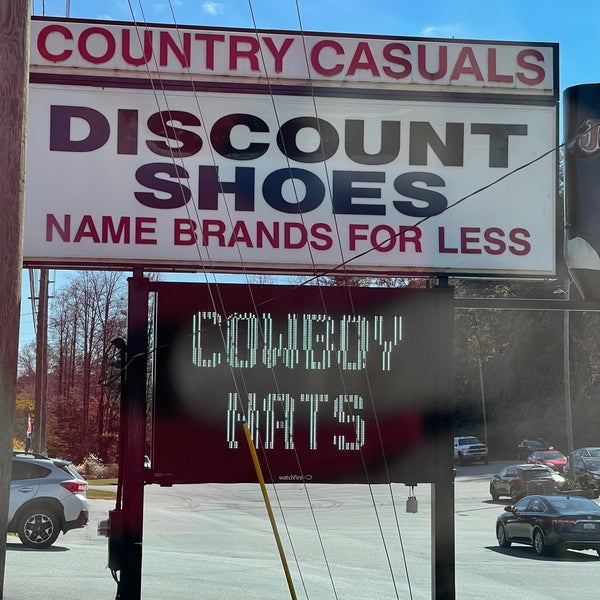 COUNTRY CASUALS
DISCOUNT
SHOES
NAME BRANDS FOR LESS
COWBOY
HATS
watchfire